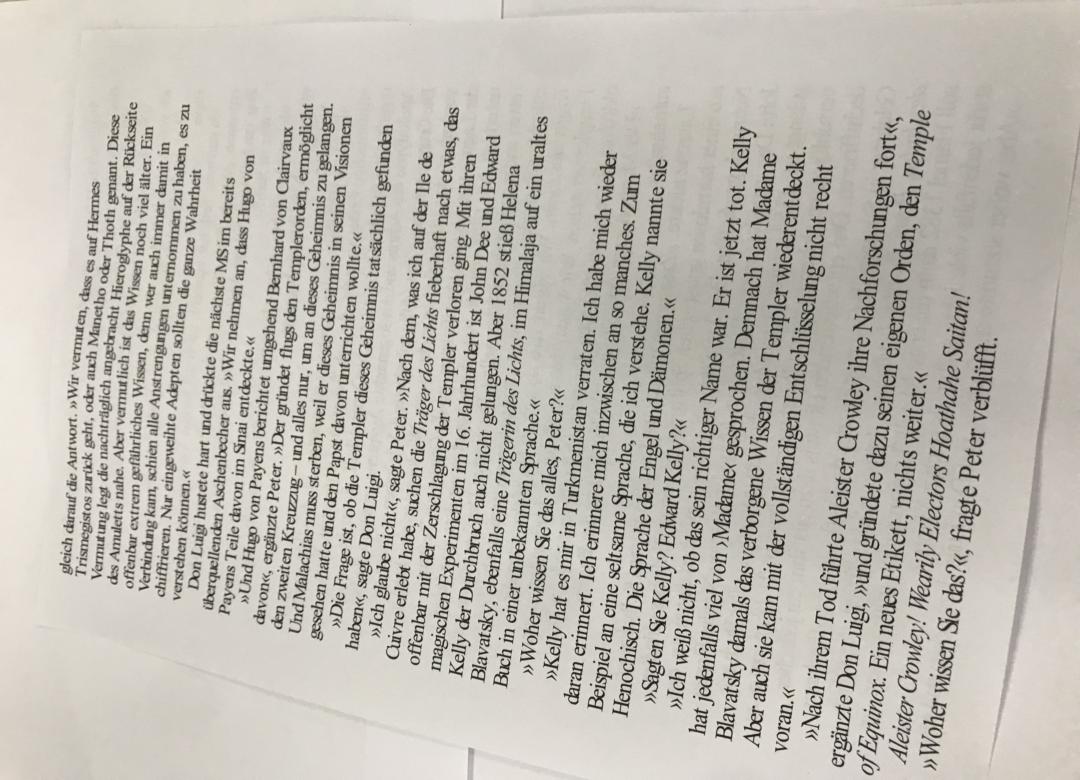 gleich darauf die Antwort. »Wir vermuten, dass es auf Hermes
Trismegistos zurück geht, oder auch Manetho oder Thoth genannt. Diese
Vermutung legt die nachträglich angebracht Hieroglyphe auf der Rückseite
des Amuletts nahe. Aber vermutlich ist das Wissen noch viel älter. Ein
offenbar extrem gefährliches Wissen, denn wer auch immer damit in
Verbindung kam, schien alle Anstrengungen unternommen zu haben, es zu
chiffrieren. Nur eingeweihte Adepten sollten die ganze Wahrheit
verstehen können.«
Don Luigi hustete hart und drückte die nächste MS im bereits
überquellenden Aschenbecher aus. »Wir nehmen an, dass Hugo von
Payens Teile davon im Sinai entdeckte.«
»Und Hugo von Payens berichtet umgehend Bernhard von Clairvaux
davon«, ergänzte Peter. »Der gründet flugs den Templerorden, ermöglicht
den zweiten Kreuzzug – und alles nur, um an dieses Geheimnis zu gelangen.
Und Malachias muss sterben, weil er dieses Geheimnis in seinen Visionen
gesehen hatte und den Papst davon unterrichten wollte.«
»Die Frage ist, ob die Templer dieses Geheimnis tatsächlich gefunden
haben«, sagte Don Luigi.
»Ich glaube nicht«, sagte Peter. »Nach dem, was ich auf der Ile de
Cuivre erlebt habe, suchen die Träger des Lichts fieberhaft nach etwas, das
offenbar mit der Zerschlagung der Templer verloren ging. Mit ihren
magischen Experimenten im 16. Jahrhundert ist John Dee und Edward
Kelly der Durchbruch auch nicht gelungen. Aber 1852 stieß Helena
Blavatsky, ebenfalls eine Trägerin des Lichts, im Himalaja auf ein uraltes
Buch in einer unbekannten Sprache.«
»Woher wissen Sie das alles, Peter?«
»Kelly hat es mir in Turkmenistan verraten. Ich habe mich wieder
daran erinnert. Ich erinnere mich inzwischen an so manches. Zum
Beispiel an eine seltsame Sprache, die ich verstehe. Kelly nannte sie
Henochisch. Die Sprache der Engel und Dämonen.«
»Sagten Sie Kelly? Edward Kelly?«
»Ich weiß nicht, ob das sein richtiger Name war. Er ist jetzt tot. Kelly
hat jedenfalls viel von ›Madame‹ gesprochen. Demnach hat Madame
Blavatsky damals das verborgene Wissen der Templer wiederentdeckt.
Aber auch sie kam mit der vollständigen Entschlüsselung nicht recht
voran.«
»Nach ihrem Tod führte Aleister Crowley ihre Nachforschungen fort«,
ergänzte Don Luigi, »und gründete dazu seinen eigenen Orden, den Temple
of Equinox. Ein neues Etikett, nichts weiter.«
Aleister Crowley! Wearily Electors Hoathahe Saitan!
»Woher wissen Sie das?«, fragte Peter verblüfft.